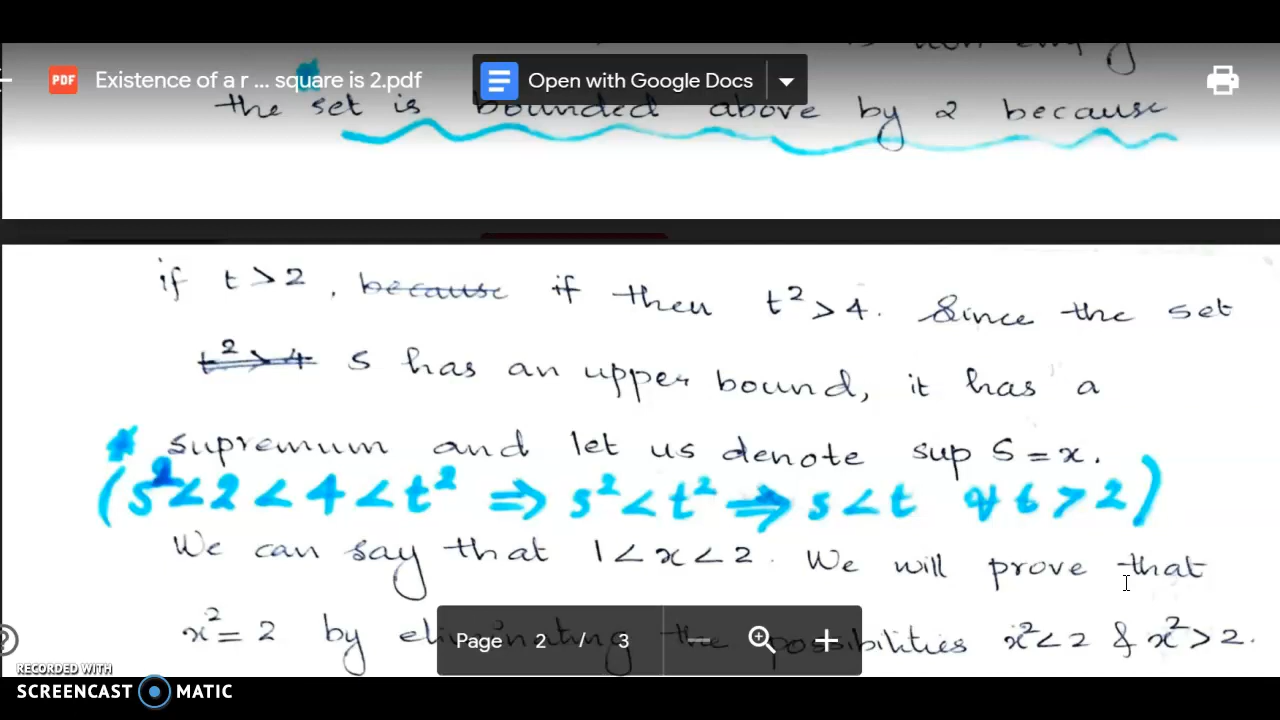 is non empty
PDF Existence of a r ... square is 2.pdf Open with Google Docs
the set is bounded above by 2 because
if t > 2 , because if then t² > 4. Since the set
t² > 4 S has an upper bound, it has a
supremum and let us denote sup S = x.
(s² < 2 < 4 < t² ⇒ s² < t² ⇒ s < t ∀ t > 2)
We can say that 1 < x < 2. We will prove that
x² = 2 by eliminating the possibilities x² < 2 & x² > 2.
Page 2 / 3
RECORDED WITH
SCREENCAST MATIC